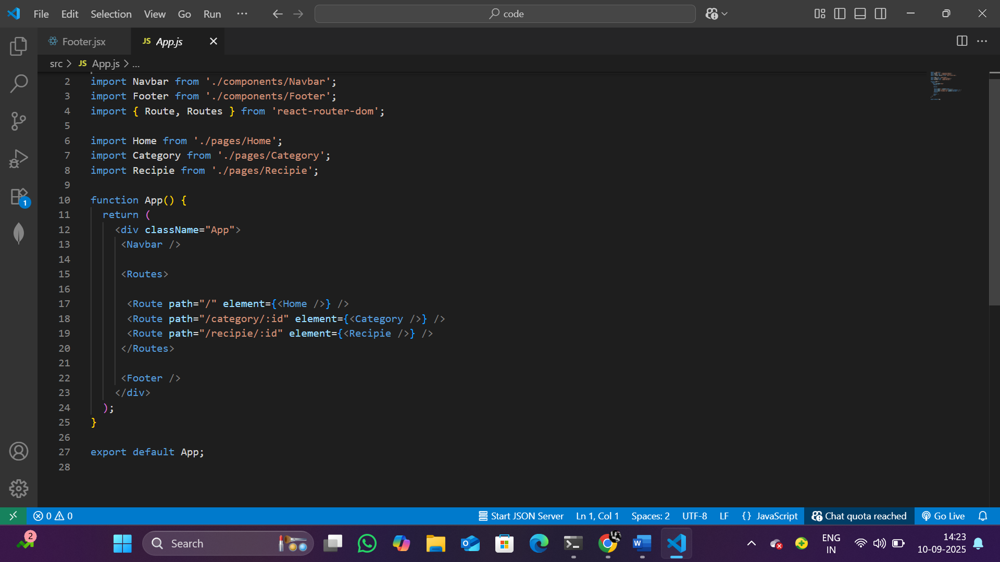 File Edit Selection View Go Run ··· code
Footer.jsx JS App.js
src > JS App.js > ...
2 import Navbar from './components/Navbar';
3 import Footer from './components/Footer';
4 import { Route, Routes } from 'react-router-dom';
5
6 import Home from './pages/Home';
7 import Category from './pages/Category';
8 import Recipie from './pages/Recipie';
9
10 function App() {
11 return (
12 <div className="App">
13 <Navbar />
14
15 <Routes>
16
17 <Route path="/" element={<Home />} />
18 <Route path="/category/:id" element={<Category />} />
19 <Route path="/recipie/:id" element={<Recipie />} />
20 </Routes>
21
22 <Footer />
23 </div>
24 );
25 }
26
27 export default App;
28
1
0 0 Start JSON Server Ln 1, Col 1 Spaces: 2 UTF-8 LF {} JavaScript Chat quota reached Go Live
2 Search ENG IN 14:23
10-09-2025